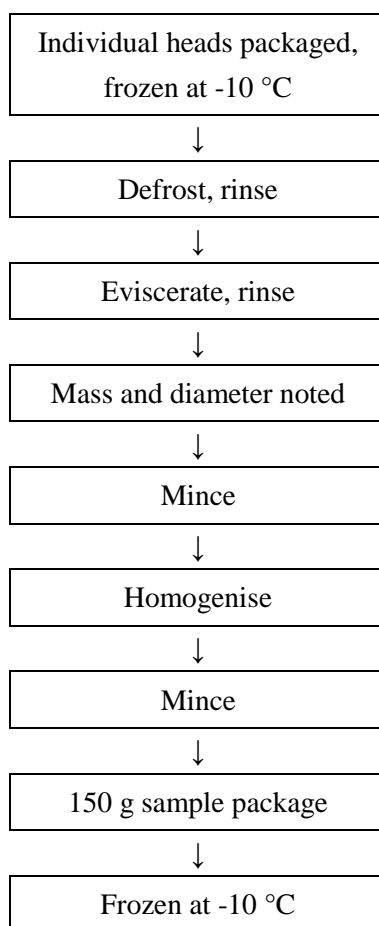 Individual heads packaged,
frozen at -10 °C
↓
Defrost, rinse
↓
Eviscerate, rinse
↓
Mass and diameter noted
↓
Mince
↓
Homogenise
↓
Mince
↓
150 g sample package
↓
Frozen at -10 °C